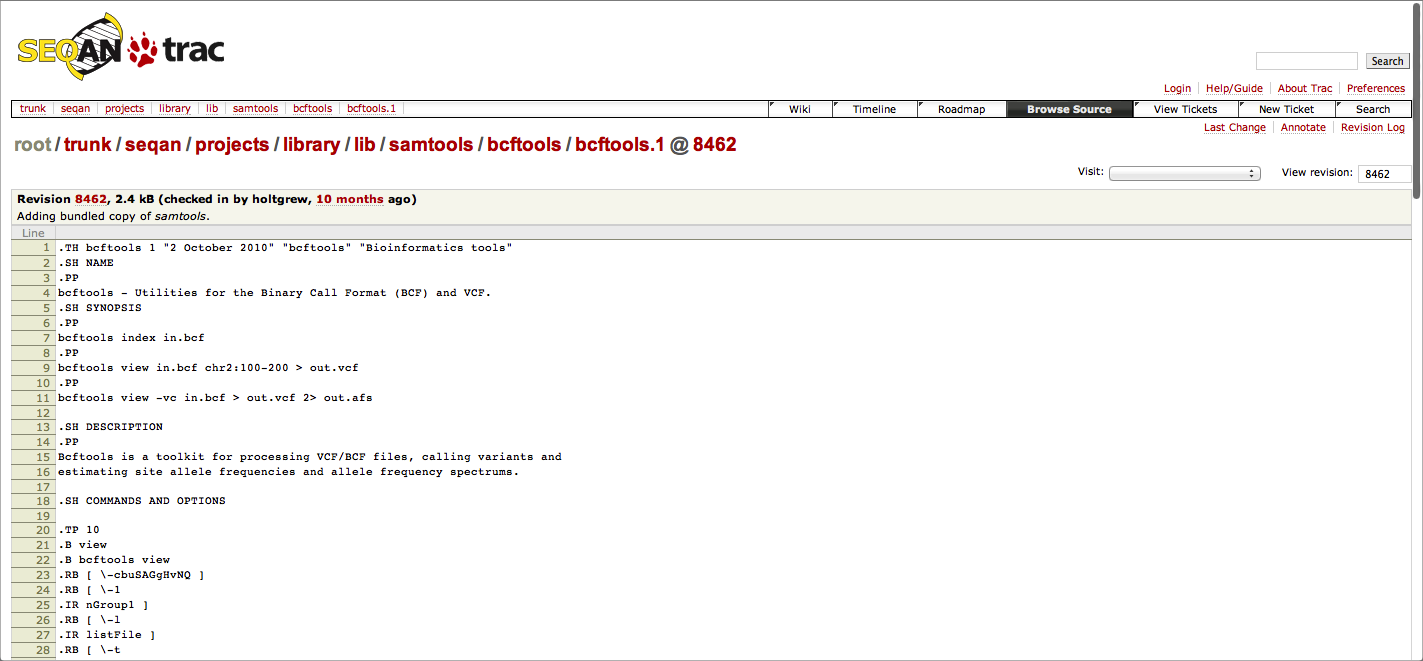 SEQAN trac
Search
Login Help/Guide About Trac Preferences
trunk seqan projects library lib samtools bcftools bcftools.1 Wiki Timeline Roadmap Browse Source View Tickets New Ticket Search
Last Change Annotate Revision Log
root/trunk/seqan/projects/library/lib/samtools/bcftools/bcftools.1 @ 8462
Visit: View revision: 8462
Revision 8462, 2.4 kB (checked in by holtgrew, 10 months ago)
Adding bundled copy of samtools.
Line
1 .TH bcftools 1 "2 October 2010" "bcftools" "Bioinformatics tools"
2 .SH NAME
3 .PP
4 bcftools - Utilities for the Binary Call Format (BCF) and VCF.
5 .SH SYNOPSIS
6 .PP
7 bcftools index in.bcf
8 .PP
9 bcftools view in.bcf chr2:100-200 > out.vcf
10 .PP
11 bcftools view -vc in.bcf > out.vcf 2> out.afs
12
13 .SH DESCRIPTION
14 .PP
15 Bcftools is a toolkit for processing VCF/BCF files, calling variants and
16 estimating site allele frequencies and allele frequency spectrums.
17
18 .SH COMMANDS AND OPTIONS
19
20 .TP 10
21 .B view
22 .B bcftools view
23 .RB [ \-cbuSAGgHvNQ ]
24 .RB [ \-1
25 .IR nGroup1 ]
26 .RB [ \-l
27 .IR listFile ]
28 .RB [ \-t